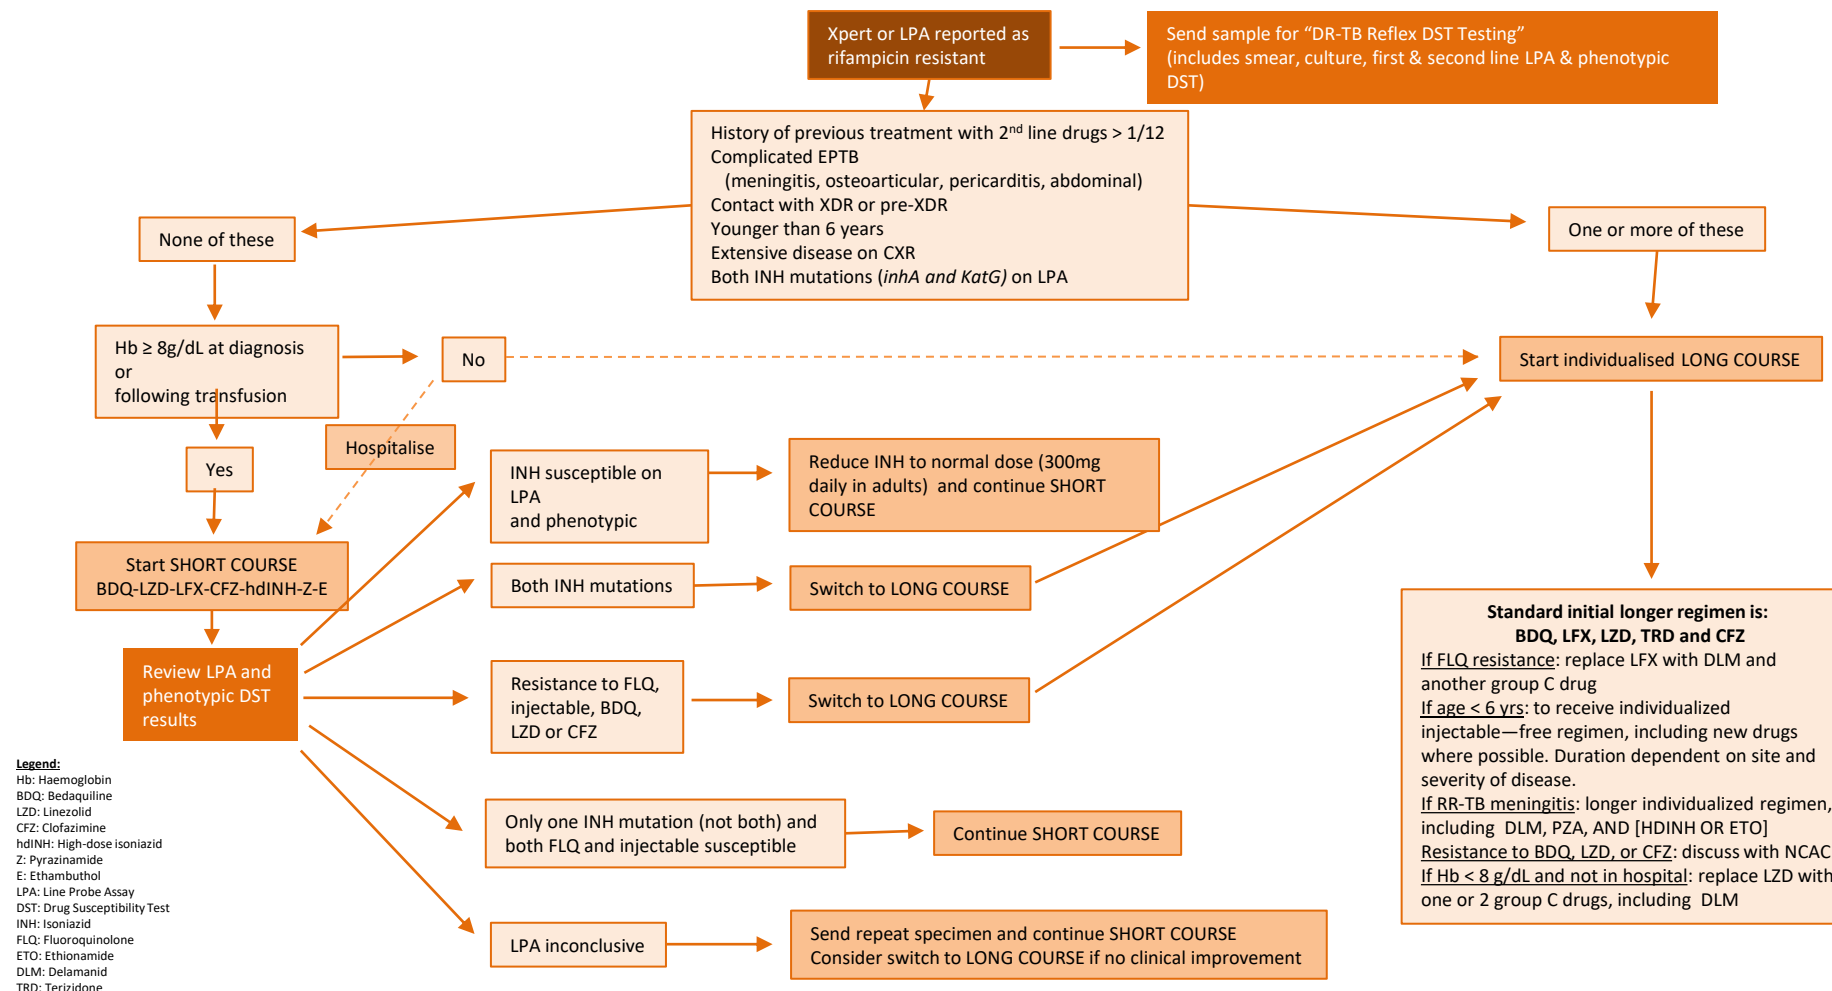 Xpert or LPA reported as
rifampicin resistant
Send sample for “DR-TB Reflex DST Testing”
(includes smear, culture, first & second line LPA & phenotypic
DST)
History of previous treatment with 2nd line drugs > 1/12
Complicated EPTB
(meningitis, osteoarticular, pericarditis, abdominal)
Contact with XDR or pre-XDR
Younger than 6 years
Extensive disease on CXR
Both INH mutations (inhA and KatG) on LPA
None of these
One or more of these
Hb ≥ 8g/dL at diagnosis
or
following transfusion
No
Start individualised LONG COURSE
Hospitalise
Yes
Start SHORT COURSE
BDQ-LZD-LFX-CFZ-hdINH-Z-E
Review LPA and
phenotypic DST
results
INH susceptible on
LPA
and phenotypic
Reduce INH to normal dose (300mg
daily in adults) and continue SHORT
COURSE
Both INH mutations
Switch to LONG COURSE
Resistance to FLQ,
injectable, BDQ,
LZD or CFZ
Switch to LONG COURSE
Only one INH mutation (not both) and
both FLQ and injectable susceptible
Continue SHORT COURSE
LPA inconclusive
Send repeat specimen and continue SHORT COURSE
Consider switch to LONG COURSE if no clinical improvement
Standard initial longer regimen is:
BDQ, LFX, LZD, TRD and CFZ
If FLQ resistance: replace LFX with DLM and
another group C drug
If age < 6 yrs: to receive individualized
injectable—free regimen, including new drugs
where possible. Duration dependent on site and
severity of disease.
If RR-TB meningitis: longer individualized regimen,
including DLM, PZA, AND [HDINH OR ETO]
Resistance to BDQ, LZD, or CFZ: discuss with NCAC
If Hb < 8 g/dL and not in hospital: replace LZD with
one or 2 group C drugs, including DLM
Legend:
Hb: Haemoglobin
BDQ: Bedaquiline
LZD: Linezolid
CFZ: Clofazimine
hdINH: High-dose isoniazid
Z: Pyrazinamide
E: Ethambuthol
LPA: Line Probe Assay
DST: Drug Susceptibility Test
INH: Isoniazid
FLQ: Fluoroquinolone
ETO: Ethionamide
DLM: Delamanid
TRD: Terizidone